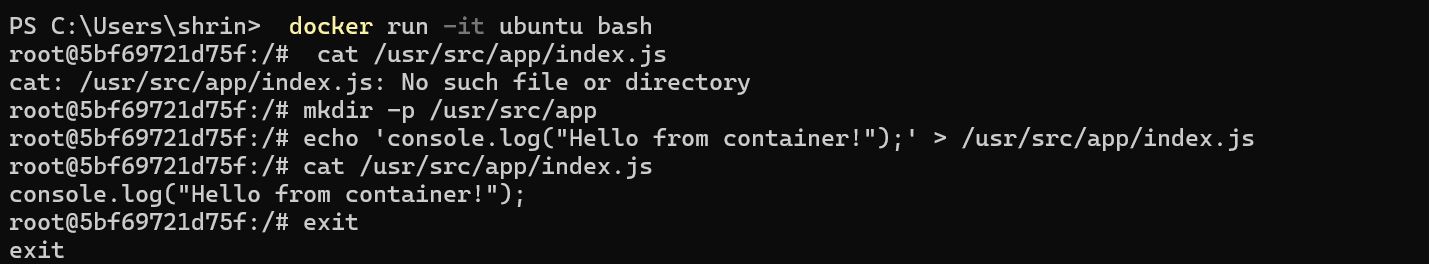 PS C:\Users\shrin>  docker run -it ubuntu bash
root@5bf69721d75f:/#  cat /usr/src/app/index.js
cat: /usr/src/app/index.js: No such file or directory
root@5bf69721d75f:/# mkdir -p /usr/src/app
root@5bf69721d75f:/# echo 'console.log("Hello from container!");' > /usr/src/app/index.js
root@5bf69721d75f:/# cat /usr/src/app/index.js
console.log("Hello from container!");
root@5bf69721d75f:/# exit
exit